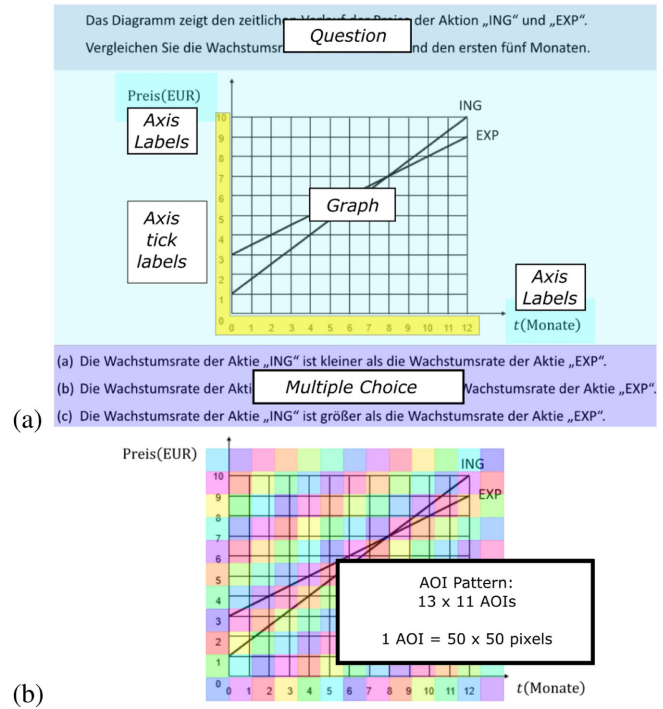 Das Diagramm zeigt den zeitlichen Verlauf der Preise der Aktion „ING“ und „EXP“.
Question
Vergleichen Sie die Wachstumsr nd den ersten fünf Monaten.
Preis(EUR)
Axis
Labels
ING
EXP
10
9
8
7
6
5
4
3
2
1
0
Graph
Axis
tick
labels
Axis
Labels
0 1 2 3 4 5 6 7 8 9 10 11 12
t(Monate)
(a) Die Wachstumsrate der Aktie „ING“ ist kleiner als die Wachstumsrate der Aktie „EXP“.
(b) Die Wachstumsrate der Akti Wachstumsrate der Aktie „EXP“.
Multiple Choice
(c) Die Wachstumsrate der Aktie „ING“ ist größer als die Wachstumsrate der Aktie „EXP“.
(a)
Preis(EUR)
ING
EXP
10
9
8
7
6
5
4
3
2
1
0
AOI Pattern:
13 x 11 AOIs
1 AOI = 50 x 50 pixels
0 1 2 3 4 5 6 7 8 9 10 11 12
t(Monate)
(b)